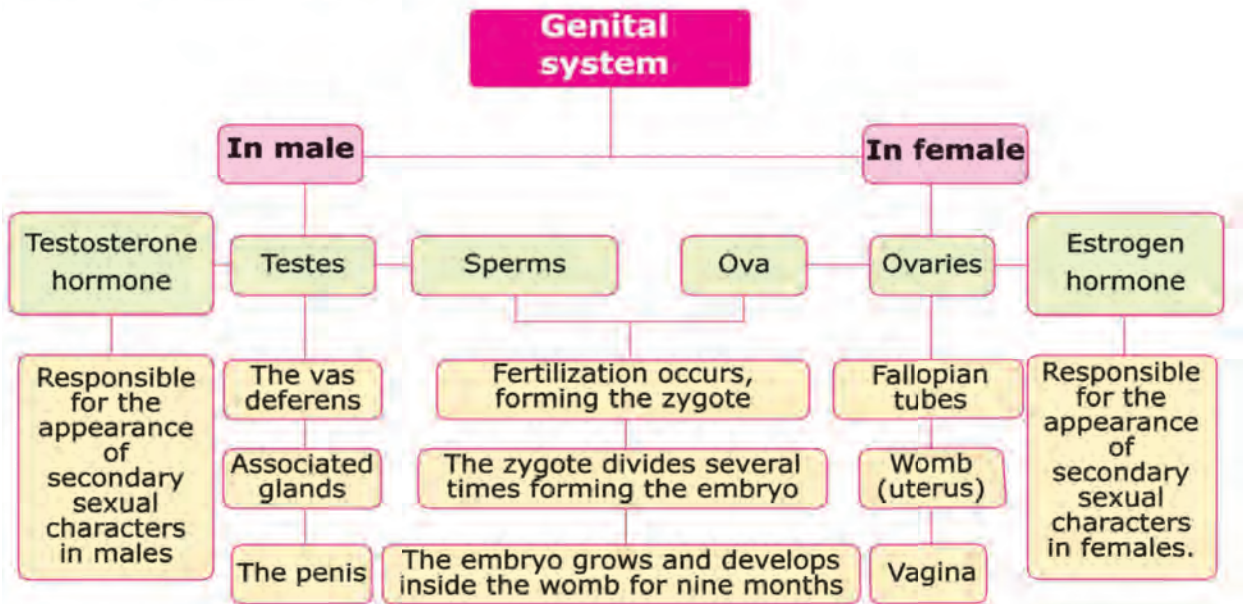 Genital
system
In male
In female
Testosterone
hormone
Testes
Sperms
Ova
Ovaries
Estrogen
hormone
Responsible
for the
appearance
of
secondary
sexual
characters
in males
The vas
deferens
Associated
glands
The penis
Fertilization occurs,
forming the zygote
The zygote divides several
times forming the embryo
The embryo grows and develops
inside the womb for nine months
Fallopian
tubes
Womb
(uterus)
Vagina
Responsible
for the
appearance
of
secondary
sexual
characters
in females.